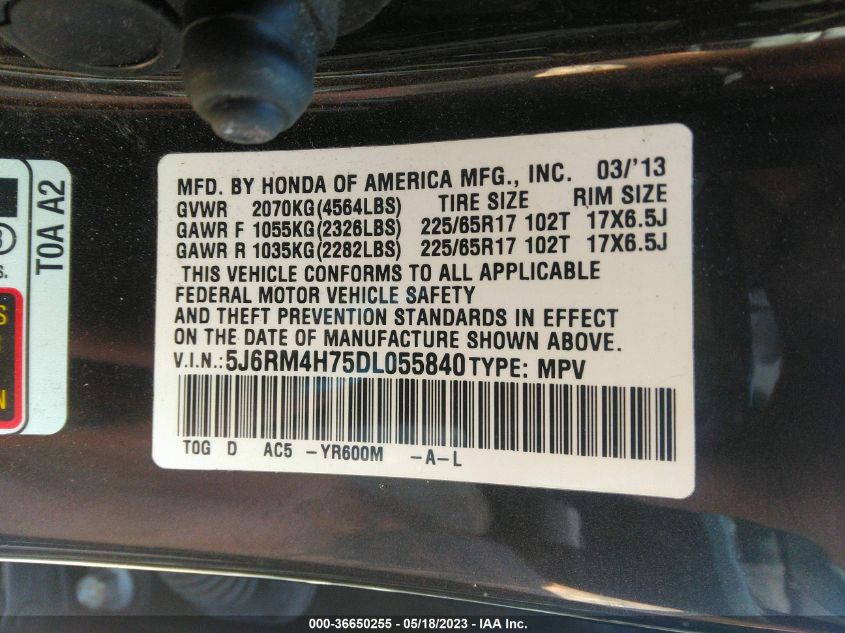 MFD. BY HONDA OF AMERICA MFG., INC. 03/'13
GVWR 2070KG(4564LBS) TIRE SIZE RIM SIZE
GAWR F 1055KG(2326LBS) 225/65R17 102T 17X6.5J
GAWR R 1035KG(2282LBS) 225/65R17 102T 17X6.5J
THIS VEHICLE CONFORMS TO ALL APPLICABLE
FEDERAL MOTOR VEHICLE SAFETY
AND THEFT PREVENTION STANDARDS IN EFFECT
ON THE DATE OF MANUFACTURE SHOWN ABOVE.
V.I.N.: 5J6RM4H75DL055840 TYPE: MPV
TOG D AC5 -YR600M -A-L
TOA A2
000-36650255 - 05/18/2023 - IAA Inc.